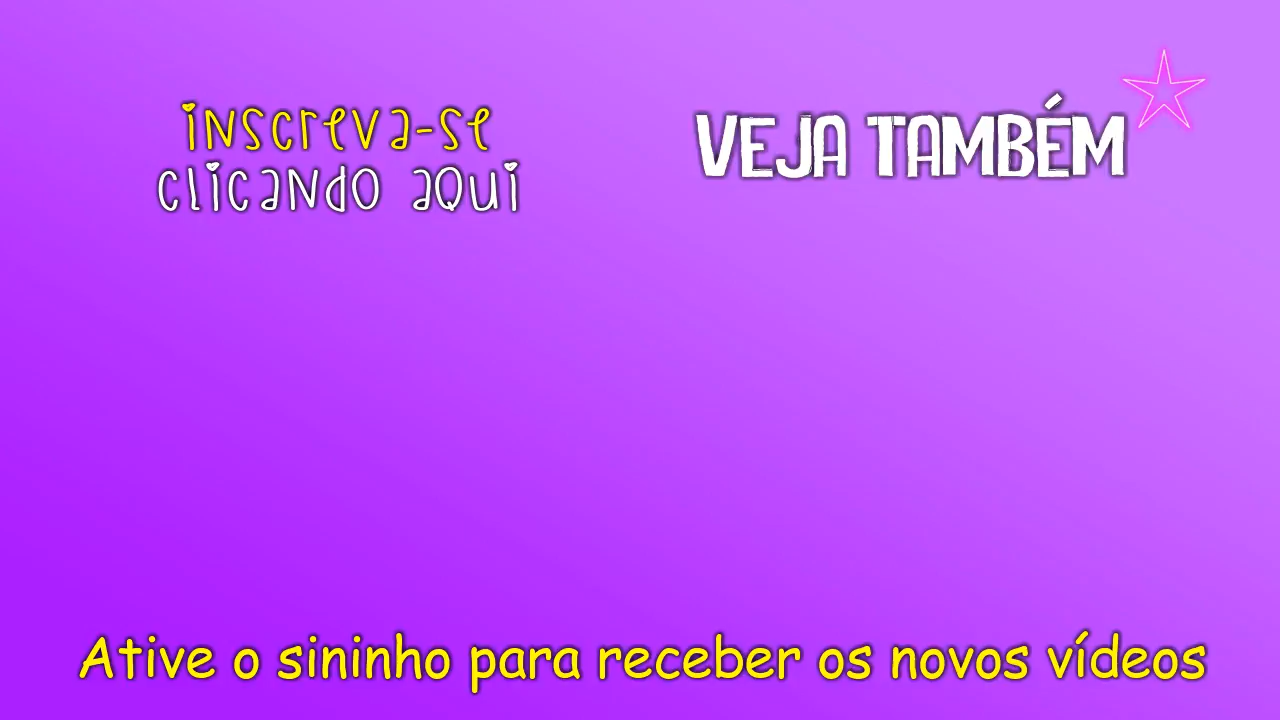 inscreva-se
clicando aqui
VEJA TAMBÉM
Ative o sininho para receber os novos vídeos